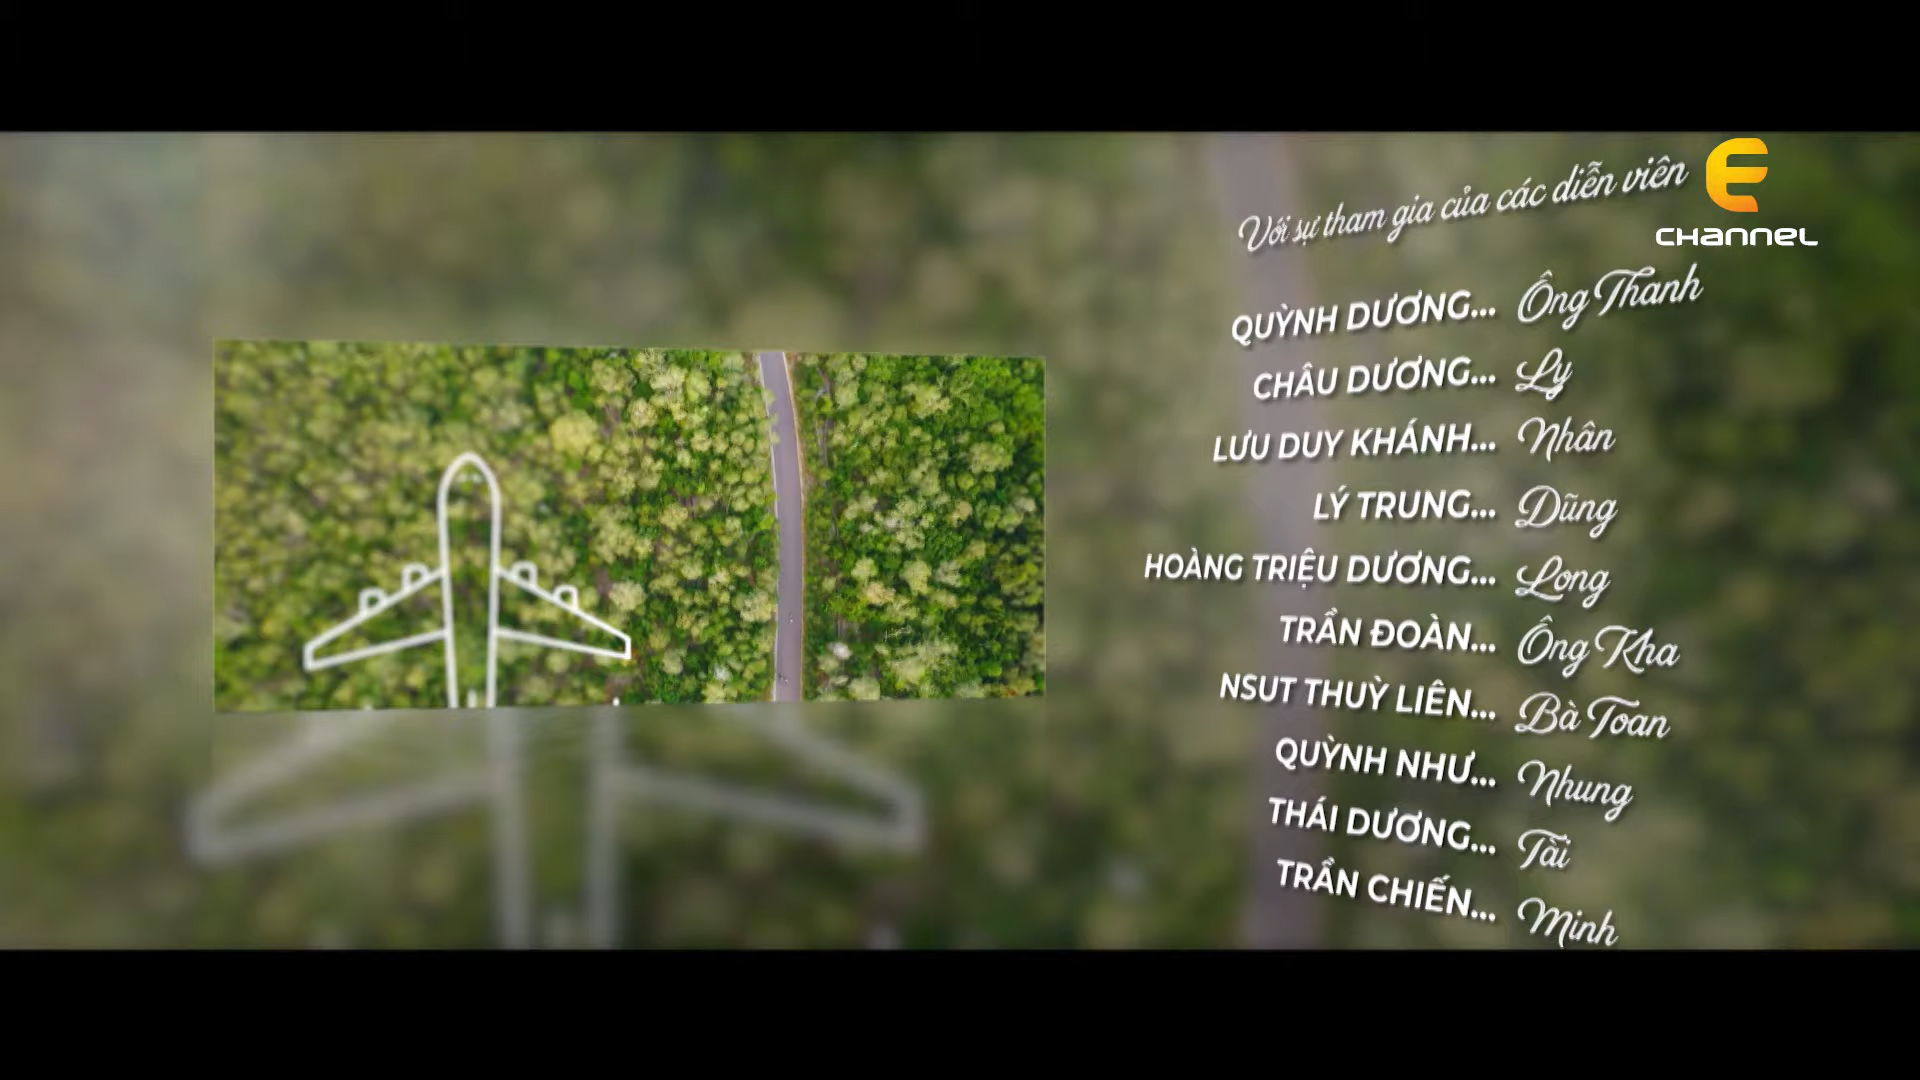 Với sự tham gia của các diễn viên
CHANNEL
QUỲNH DƯƠNG... Ông Thanh
CHÂU DƯƠNG... Ly
LƯU DUY KHÁNH... Nhân
LÝ TRUNG... Dũng
HOÀNG TRIỆU DƯƠNG... Long
TRẦN ĐOÀN... Ông Kha
NSUT THUỲ LIÊN... Bà Toan
QUỲNH NHƯ... Nhung
THÁI DƯƠNG... Tài
TRẦN CHIẾN... Minh